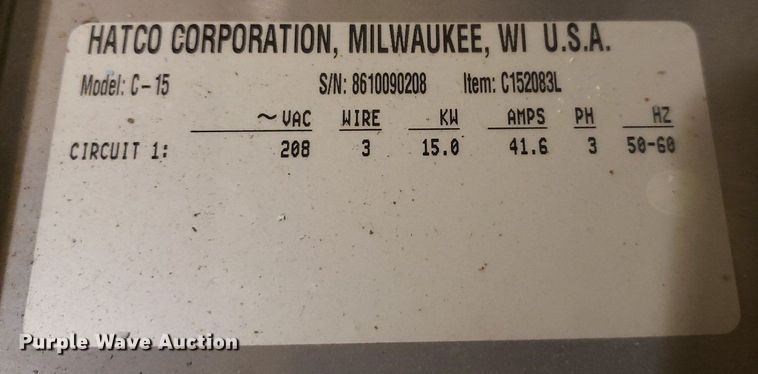 HATCO CORPORATION, MILWAUKEE, WI U.S.A.
Model: C-15 S/N: 8610090208 Item: C152083L
~VAC WIRE KW AMPS PH HZ
CIRCUIT 1: 208 3 15.0 41.6 3 50-60
Purple Wave Auction